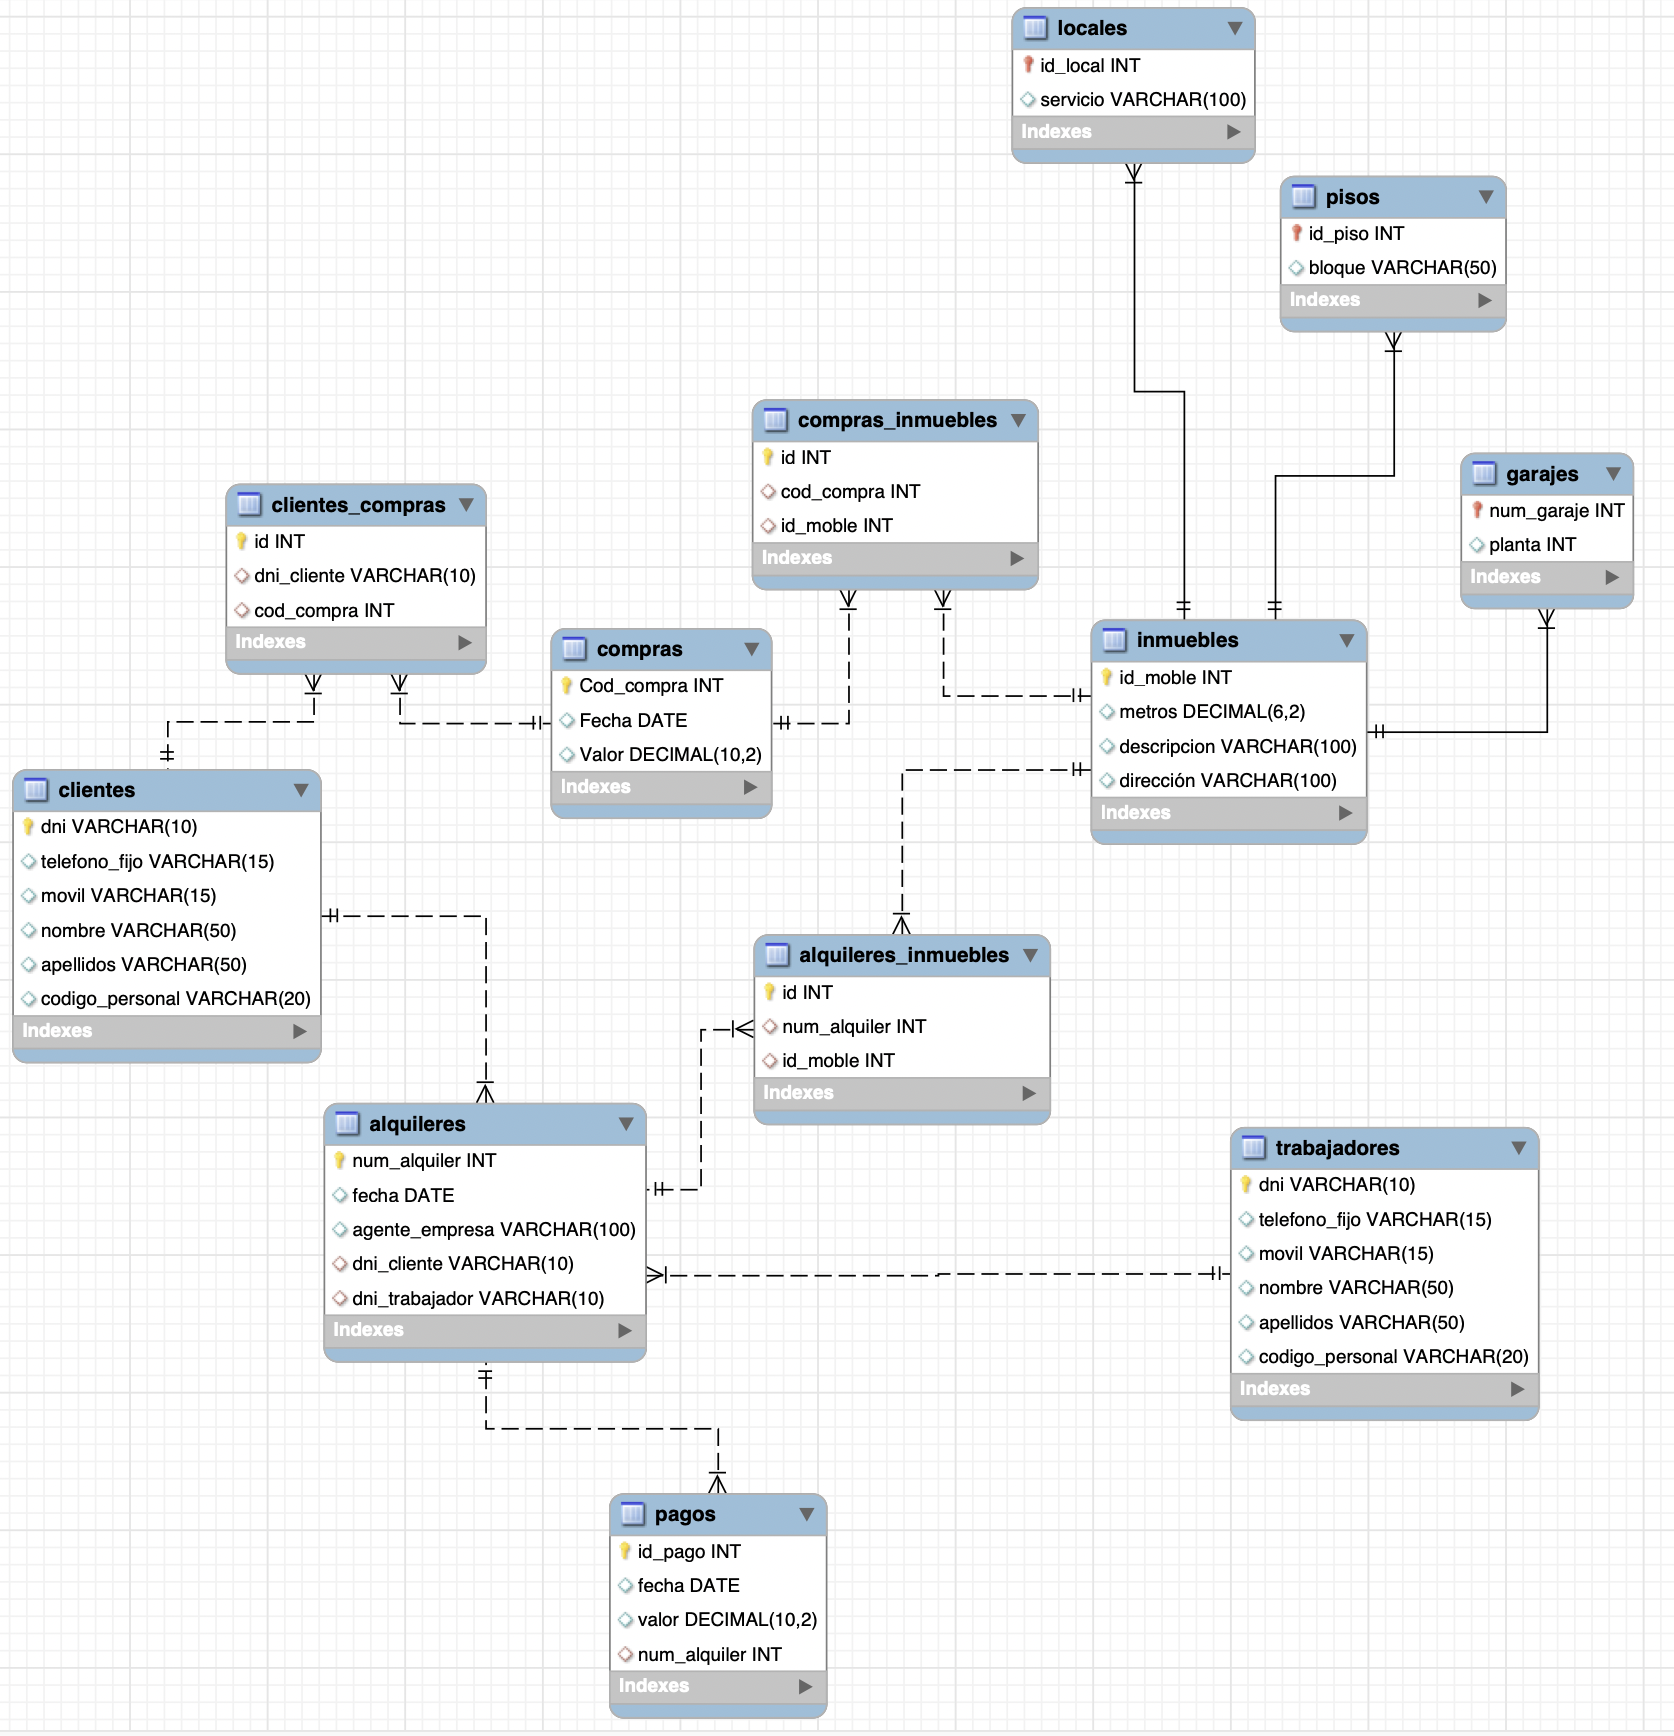 locales
id_local INT
servicio VARCHAR(100)
Indexes
pisos
id_piso INT
bloque VARCHAR(50)
Indexes
compras_inmuebles
id INT
cod_compra INT
id_moble INT
Indexes
garajes
num_garaje INT
planta INT
Indexes
clientes_compras
id INT
dni_cliente VARCHAR(10)
cod_compra INT
Indexes
compras
Cod_compra INT
Fecha DATE
Valor DECIMAL(10,2)
Indexes
inmuebles
id_moble INT
metros DECIMAL(6,2)
descripcion VARCHAR(100)
dirección VARCHAR(100)
Indexes
clientes
dni VARCHAR(10)
telefono_fijo VARCHAR(15)
movil VARCHAR(15)
nombre VARCHAR(50)
apellidos VARCHAR(50)
codigo_personal VARCHAR(20)
Indexes
alquileres_inmuebles
id INT
num_alquiler INT
id_moble INT
Indexes
alquileres
num_alquiler INT
fecha DATE
agente_empresa VARCHAR(100)
dni_cliente VARCHAR(10)
dni_trabajador VARCHAR(10)
Indexes
trabajadores
dni VARCHAR(10)
telefono_fijo VARCHAR(15)
movil VARCHAR(15)
nombre VARCHAR(50)
apellidos VARCHAR(50)
codigo_personal VARCHAR(20)
Indexes
pagos
id_pago INT
fecha DATE
valor DECIMAL(10,2)
num_alquiler INT
Indexes